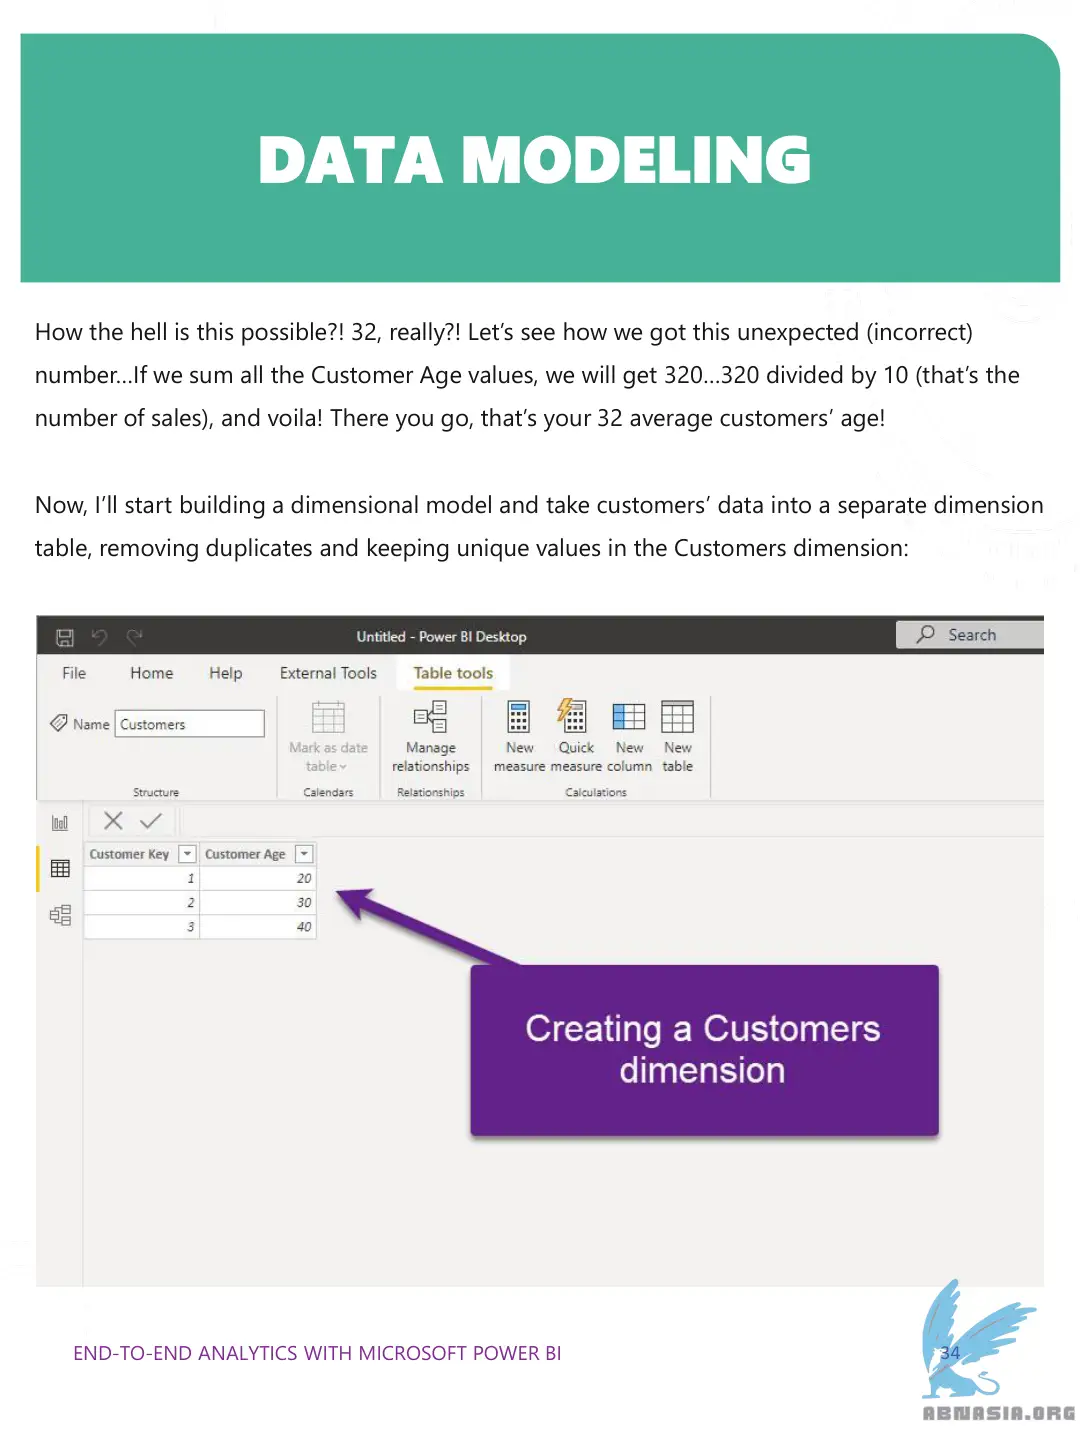 DATA MODELING
How the hell is this possible?! 32, really?! Let’s see how we got this unexpected (incorrect)
number...If we sum all the Customer Age values, we will get 320...320 divided by 10 (that’s the
number of sales), and voila! There you go, that’s your 32 average customers’ age!
Now, I’ll start building a dimensional model and take customers’ data into a separate dimension
table, removing duplicates and keeping unique values in the Customers dimension:
Untitled - Power BI Desktop
Search
File Home Help External Tools Table tools
Name Customers
Mark as date
table
Manage
relationships
New
measure
Quick
measure
New
column
New
table
Structure Calendars Relationships Calculations
Customer Key Customer Age
1 20
2 30
3 40
Creating a Customers
dimension
END-TO-END ANALYTICS WITH MICROSOFT POWER BI
34
ABNASIA.ORG